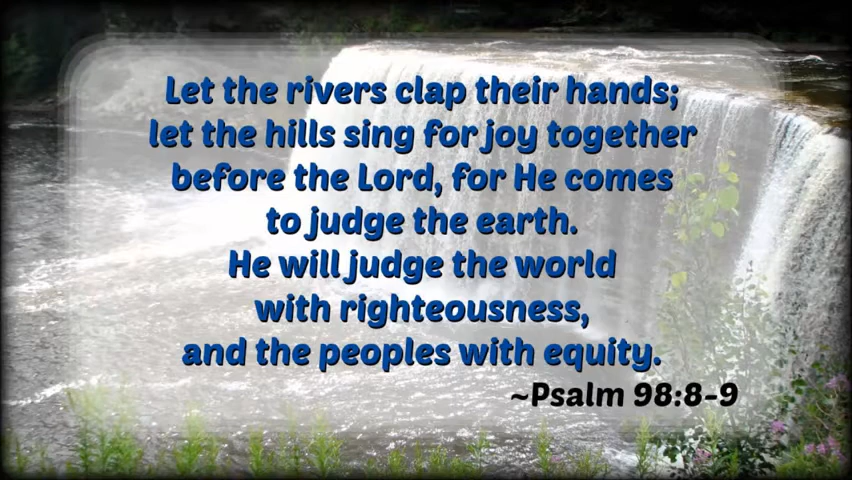 Let the rivers clap their hands;
let the hills sing for joy together
before the Lord, for He comes
to judge the earth.
He will judge the world
with righteousness,
and the peoples with equity.
~Psalm 98:8-9